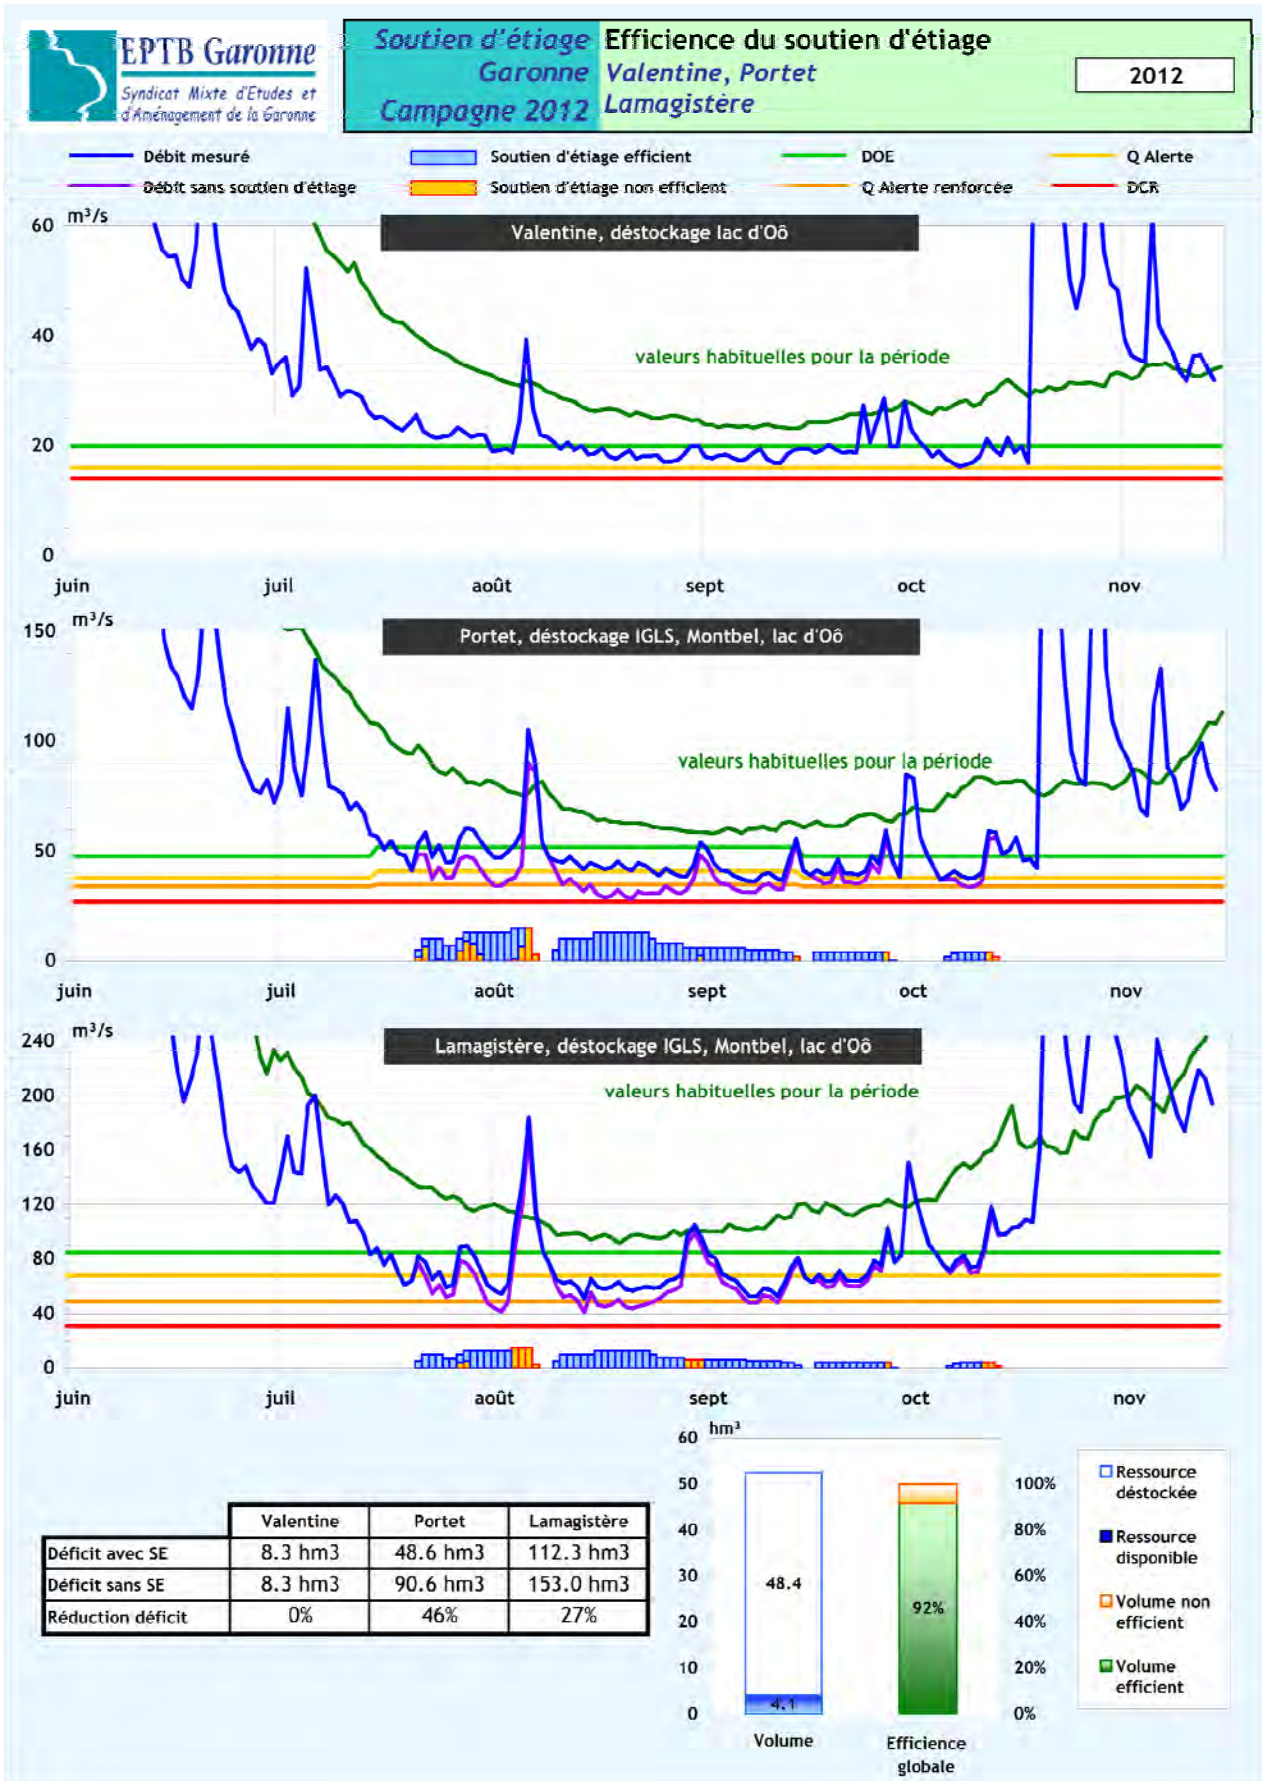 EPTB Garonne
Syndicat Mixte d'Etudes et
d'Aménagement de la Garonne
Soutien d'étiage
Garonne
Campagne 2012
Efficience du soutien d'étiage
Valentine, Portet
Lamagistère
2012
Débit mesuré
Soutien d'étiage efficient
DOE
Q Alerte
Débit sans soutien d'étiage
Soutien d'étiage non efficient
Q Alerte renforcée
DCR
m³/s
Valentine, déstockage lac d'Oô
valeurs habituelles pour la période
60
40
20
0
juin juil août sept oct nov
m³/s
Portet, déstockage IGLS, Montbel, lac d'Oô
valeurs habituelles pour la période
150
100
50
0
juin juil août sept oct nov
m³/s
Lamagistère, déstockage IGLS, Montbel, lac d'Oô
valeurs habituelles pour la période
240
200
160
120
80
40
0
juin juil août sept oct nov
Valentine Portet Lamagistère
Déficit avec SE 8.3 hm3 48.6 hm3 112.3 hm3
Déficit sans SE 8.3 hm3 90.6 hm3 153.0 hm3
Réduction déficit 0% 46% 27%
hm³
60
50
40
30
20
10
0
48.4
4.1
92%
100%
80%
60%
40%
20%
0%
Volume
Efficience
globale
Ressource
déstockée
Ressource
disponible
Volume non
efficient
Volume
efficient